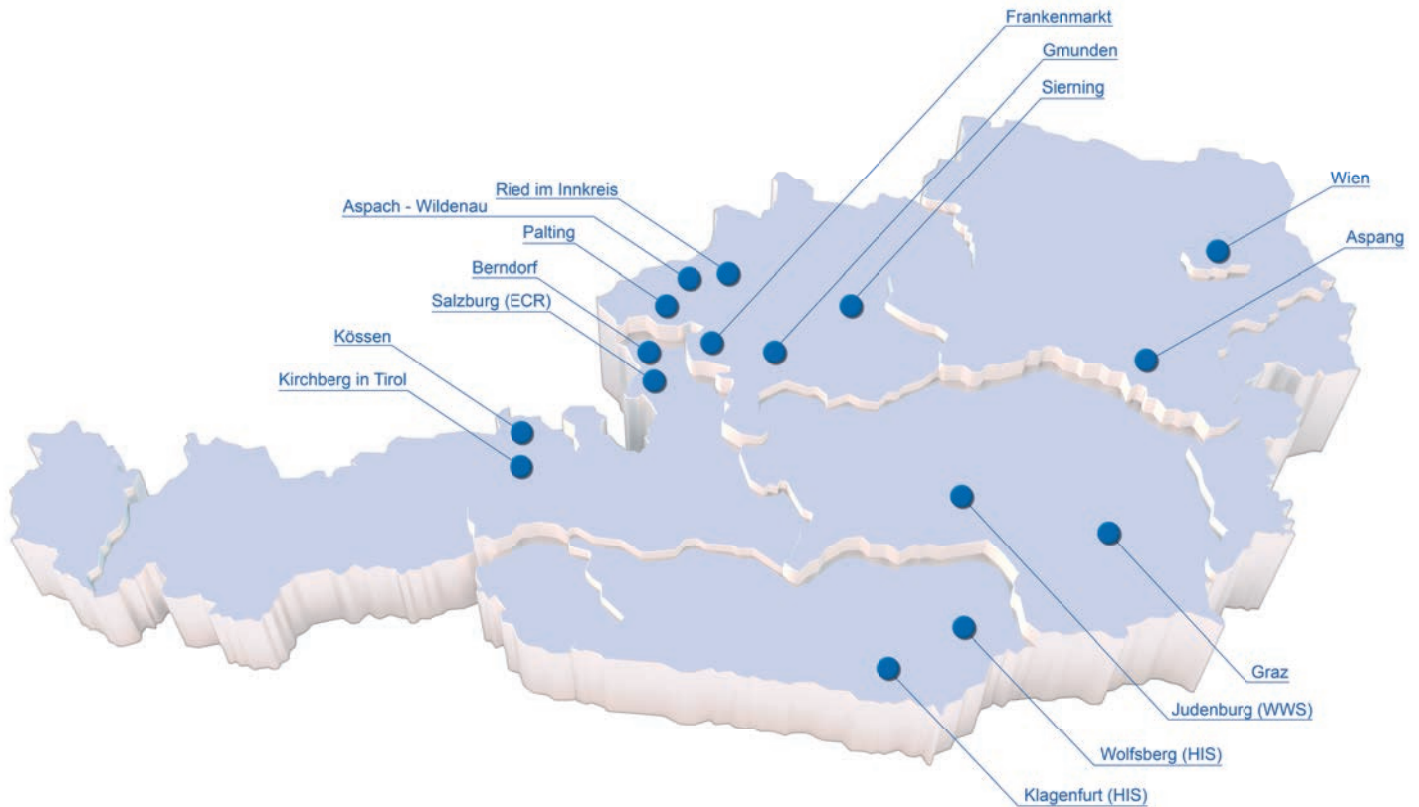 Frankenmarkt
Gmunden
Sierning
Wien
Ried im Innkreis
Aspach - Wildenau
Palting
Aspang
Berndorf
Salzburg (ECR)
Kössen
Kirchberg in Tirol
Graz
Judenburg (WWS)
Wolfsberg (HIS)
Klagenfurt (HIS)